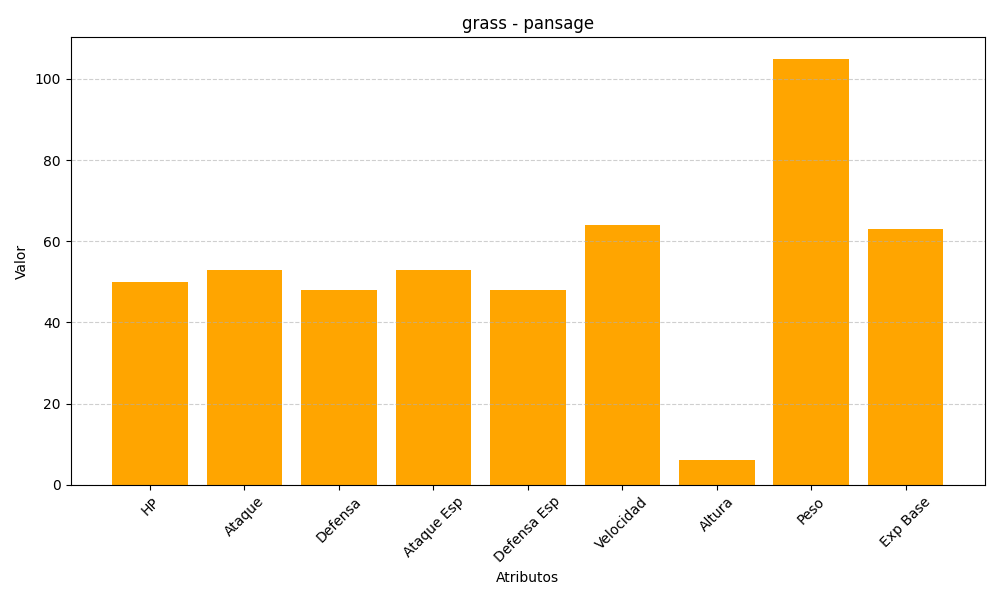 grass - pansage
Valor
100
80
60
40
20
0
HP
Ataque
Defensa
Ataque Esp
Defensa Esp
Velocidad
Altura
Peso
Exp Base
Atributos